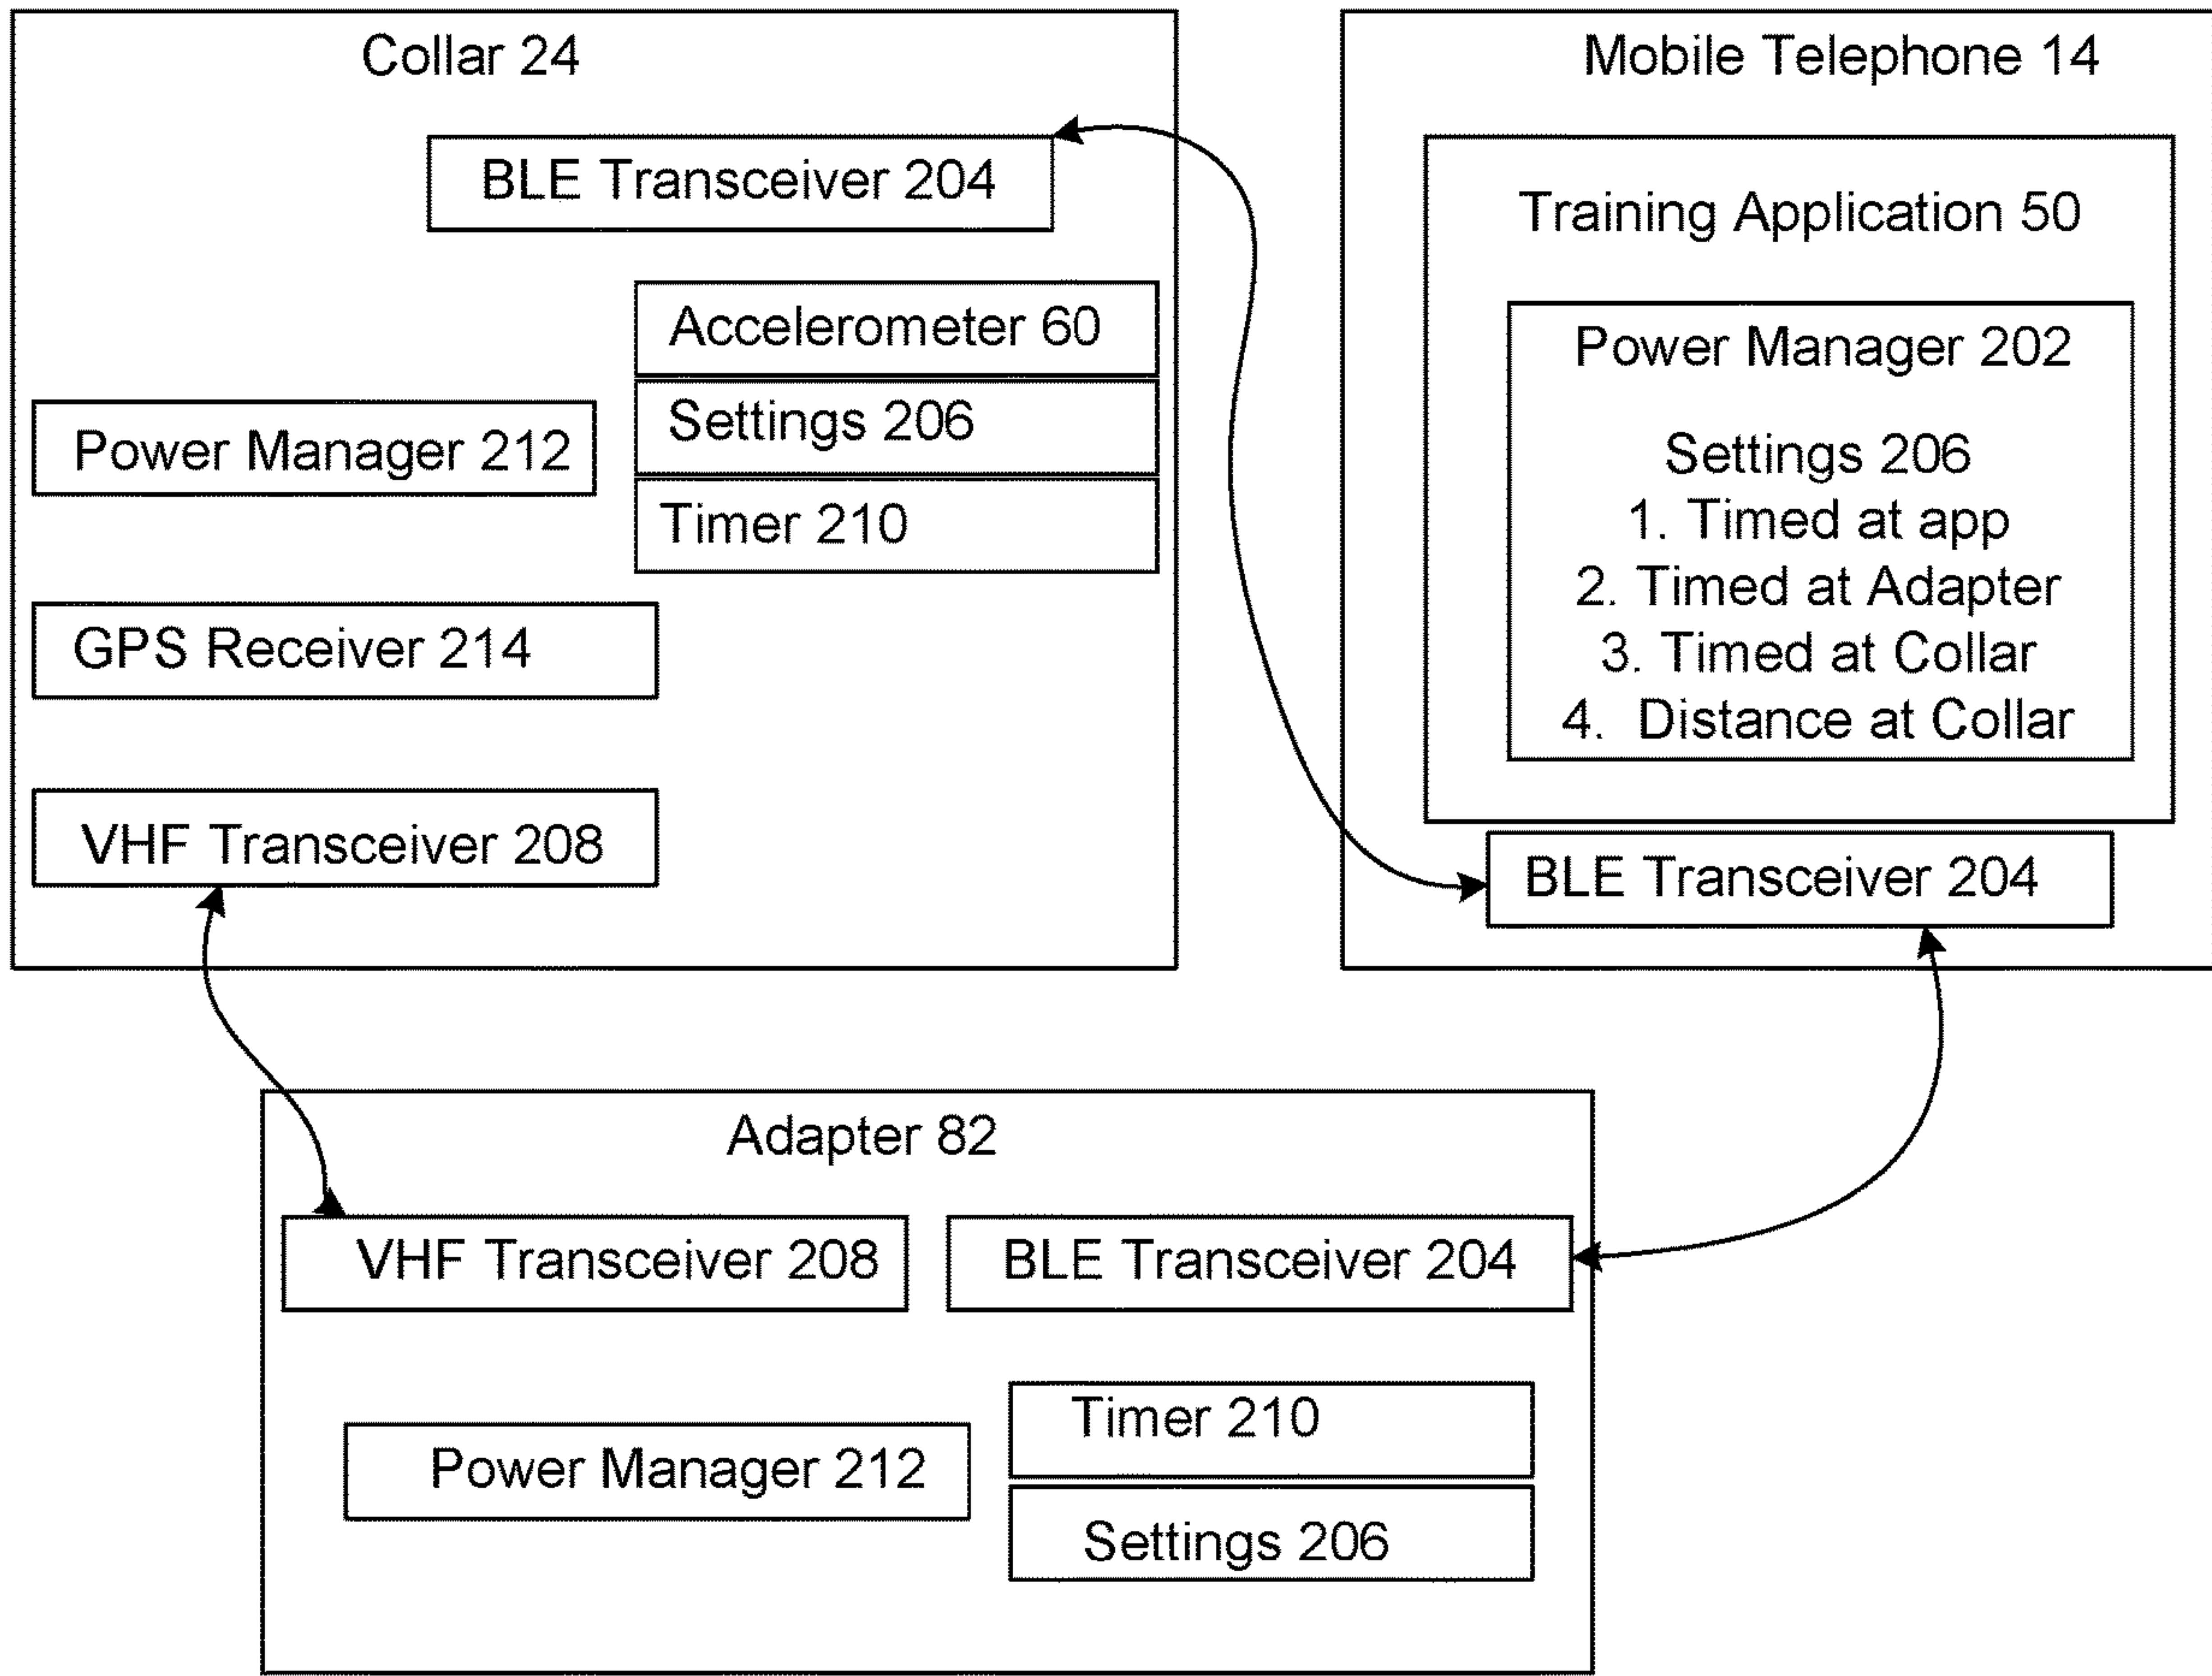 Collar 24
BLE Transceiver 204
Accelerometer 60
Settings 206
Timer 210
Power Manager 212
GPS Receiver 214
VHF Transceiver 208
Mobile Telephone 14
Training Application 50
Power Manager 202
Settings 206
1. Timed at app
2. Timed at Adapter
3. Timed at Collar
4. Distance at Collar
BLE Transceiver 204
Adapter 82
VHF Transceiver 208
BLE Transceiver 204
Power Manager 212
Timer 210
Settings 206